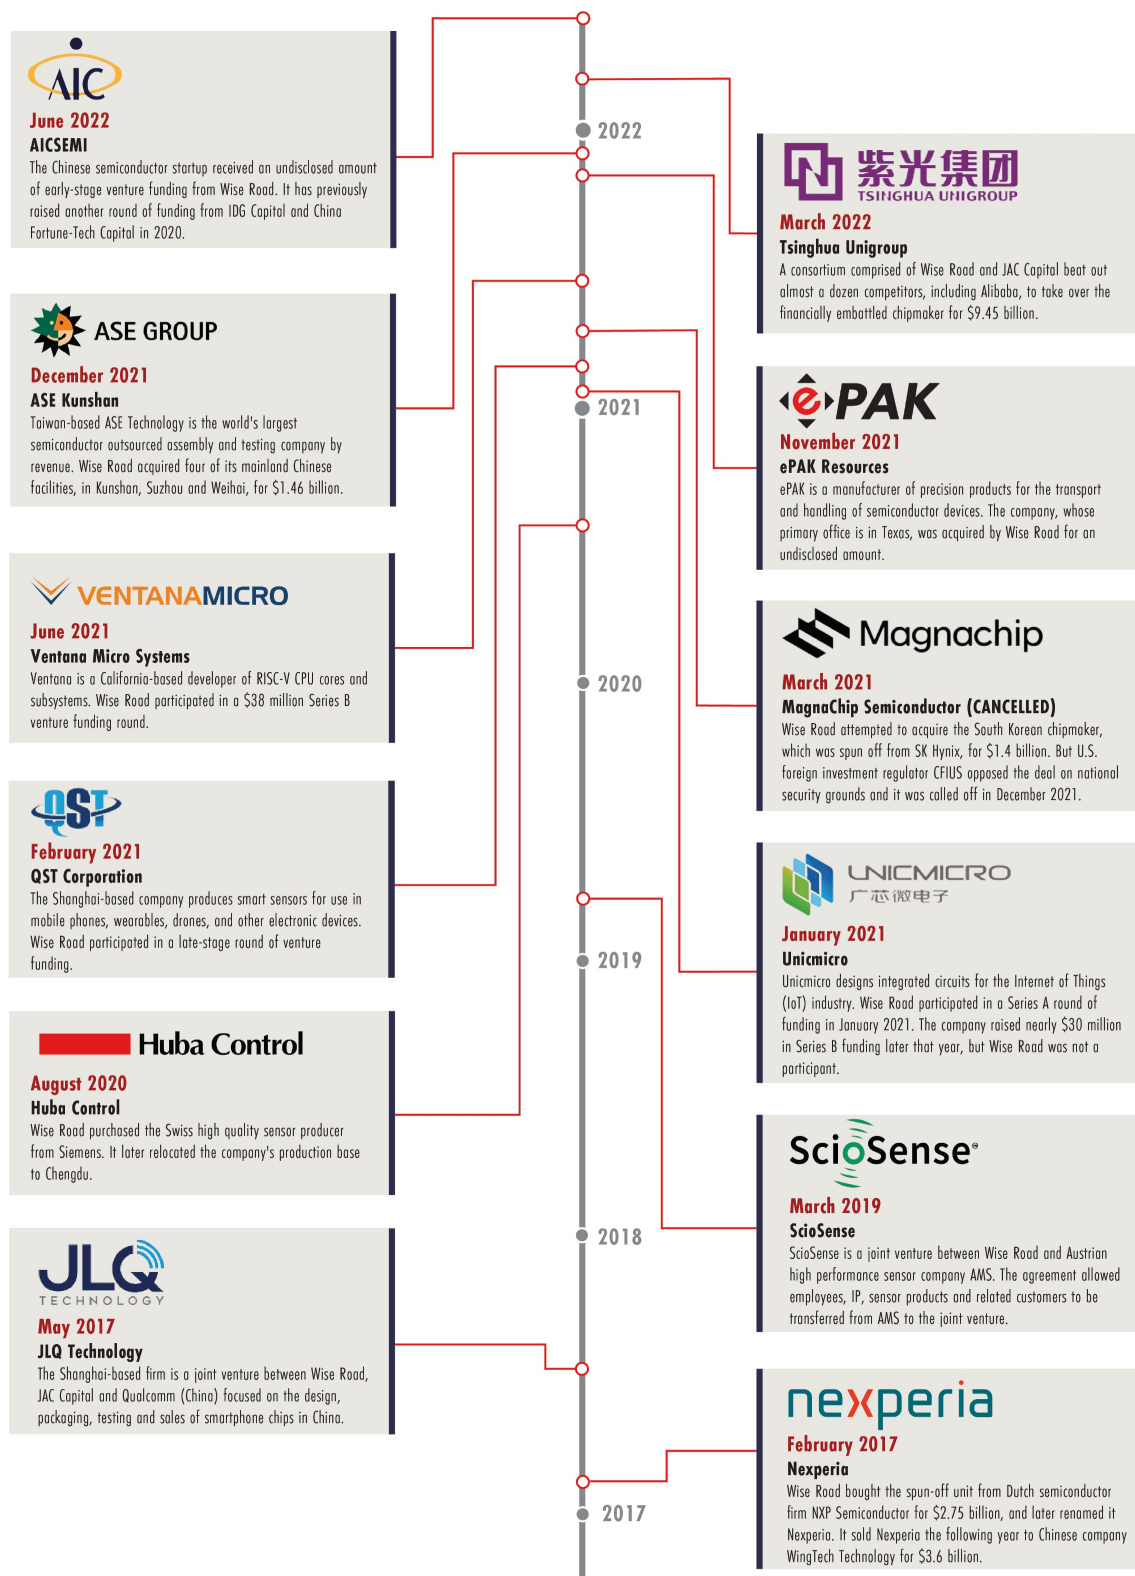 AIC
June 2022
AICSEMI
The Chinese semiconductor startup received an undisclosed amount
of early-stage venture funding from Wise Road. It has previously
raised another round of funding from IDG Capital and China
Fortune-Tech Capital in 2020.
ASE GROUP
December 2021
ASE Kunshan
Taiwan-based ASE Technology is the world's largest
semiconductor outsourced assembly and testing company by
revenue. Wise Road acquired four of its mainland Chinese
facilities, in Kunshan, Suzhou and Weihai, for $1.46 billion.
VENTANAMICRO
June 2021
Ventana Micro Systems
Ventana is a California-based developer of RISC-V CPU cores and
subsystems. Wise Road participated in a $38 million Series B
venture funding round.
QST
February 2021
QST Corporation
The Shanghai-based company produces smart sensors for use in
mobile phones, wearables, drones, and other electronic devices.
Wise Road participated in a late-stage round of venture
funding.
Huba Control
August 2020
Huba Control
Wise Road purchased the Swiss high quality sensor producer
from Siemens. It later relocated the company's production base
to Chengdu.
JLQ
TECHNOLOGY
May 2017
JLQ Technology
The Shanghai-based firm is a joint venture between Wise Road,
JAC Capital and Qualcomm (China) focused on the design,
packaging, testing and sales of smartphone chips in China.
2022
2021
2020
2019
2018
2017
紫光集团
TSINGHUA UNIGROUP
March 2022
Tsinghua Unigroup
A consortium comprised of Wise Road and JAC Capital beat out
almost a dozen competitors, including Alibaba, to take over the
financially embattled chipmaker for $9.45 billion.
ePAK
November 2021
ePAK Resources
ePAK is a manufacturer of precision products for the transport
and handling of semiconductor devices. The company, whose
primary office is in Texas, was acquired by Wise Road for an
undisclosed amount.
Magnachip
March 2021
MagnaChip Semiconductor (CANCELLED)
Wise Road attempted to acquire the South Korean chipmaker,
which was spun off from SK Hynix, for $1.4 billion. But U.S.
foreign investment regulator CFIUS opposed the deal on national
security grounds and it was called off in December 2021.
UNICMICRO
广芯微电子
January 2021
Unicmicro
Unicmicro designs integrated circuits for the Internet of Things
(IoT) industry. Wise Road participated in a Series A round of
funding in January 2021. The company raised nearly $30 million
in Series B funding later that year, but Wise Road was not a
participant.
ScioSense
March 2019
ScioSense
ScioSense is a joint venture between Wise Road and Austrian
high performance sensor company AMS. The agreement allowed
employees, IP, sensor products and related customers to be
transferred from AMS to the joint venture.
nexperia
February 2017
Nexperia
Wise Road bought the spun-off unit from Dutch semiconductor
firm NXP Semiconductor for $2.75 billion, and later renamed it
Nexperia. It sold Nexperia the following year to Chinese company
WingTech Technology for $3.6 billion.